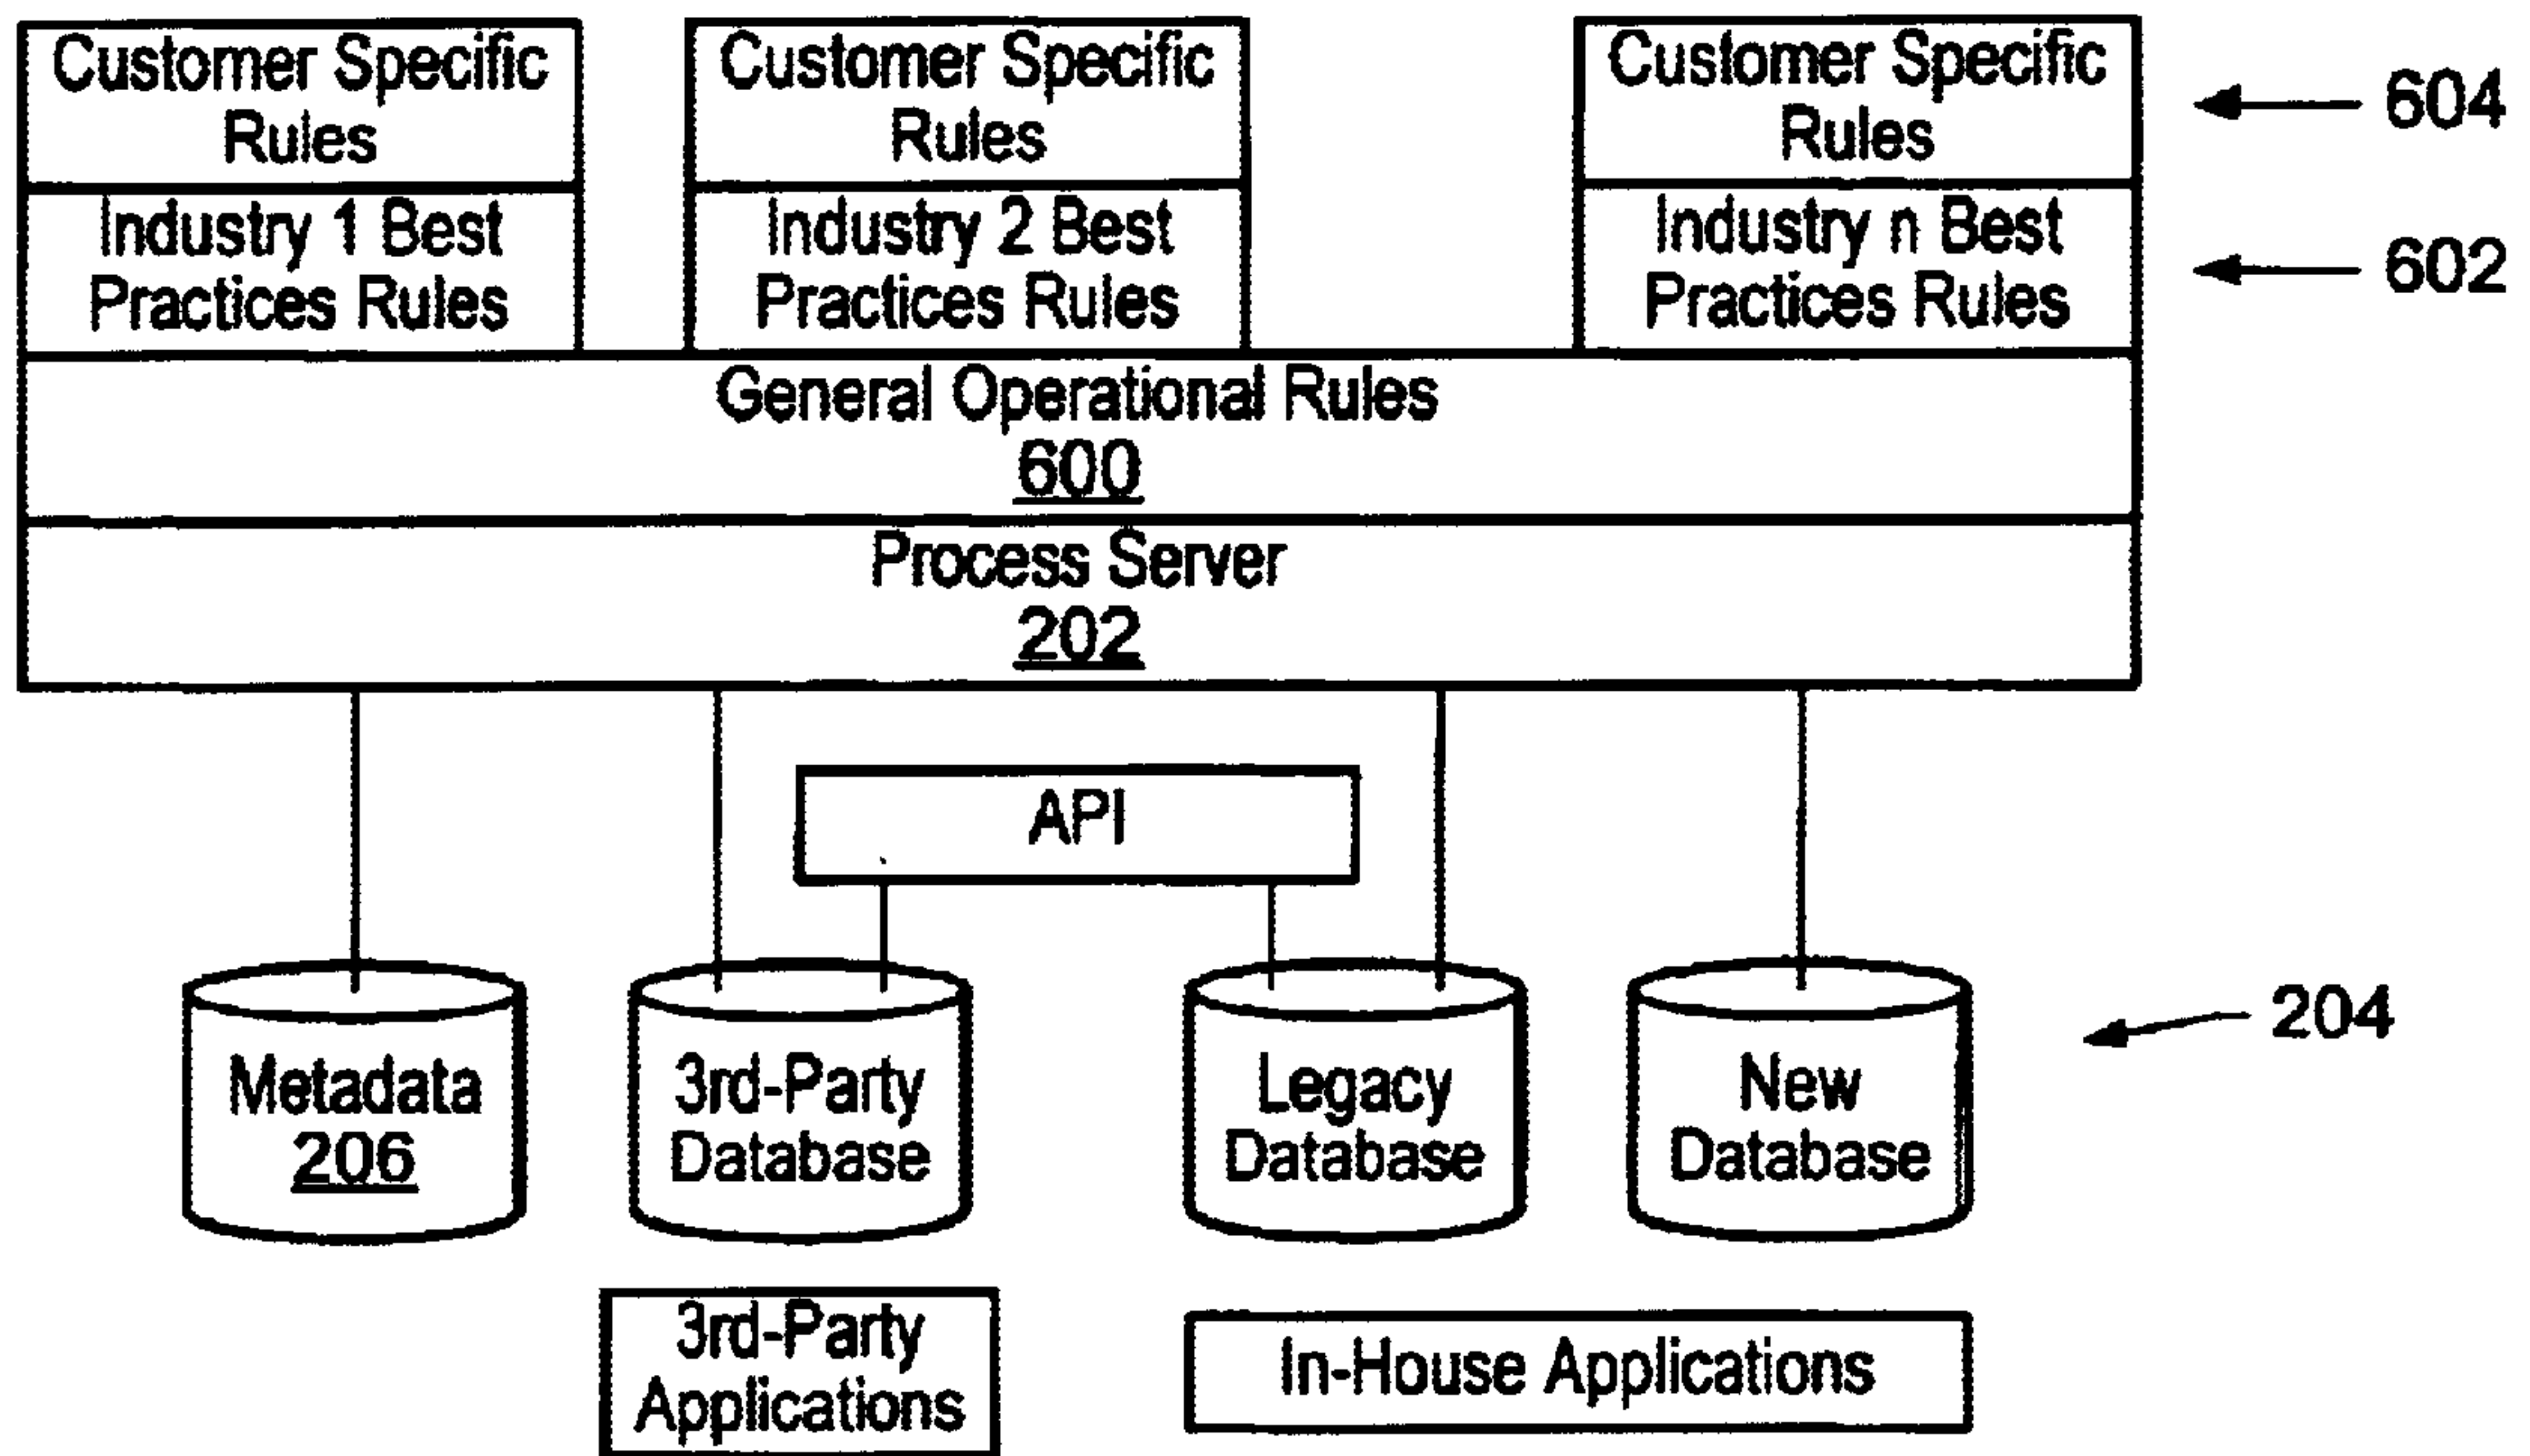 Customer Specific
Rules
Customer Specific
Rules
Customer Specific
Rules
604
Industry 1 Best
Practices Rules
Industry 2 Best
Practices Rules
Industry n Best
Practices Rules
602
General Operational Rules
600
Process Server
202
API
Metadata
206
3rd-Party
Database
Legacy
Database
New
Database
204
3rd-Party
Applications
In-House Applications